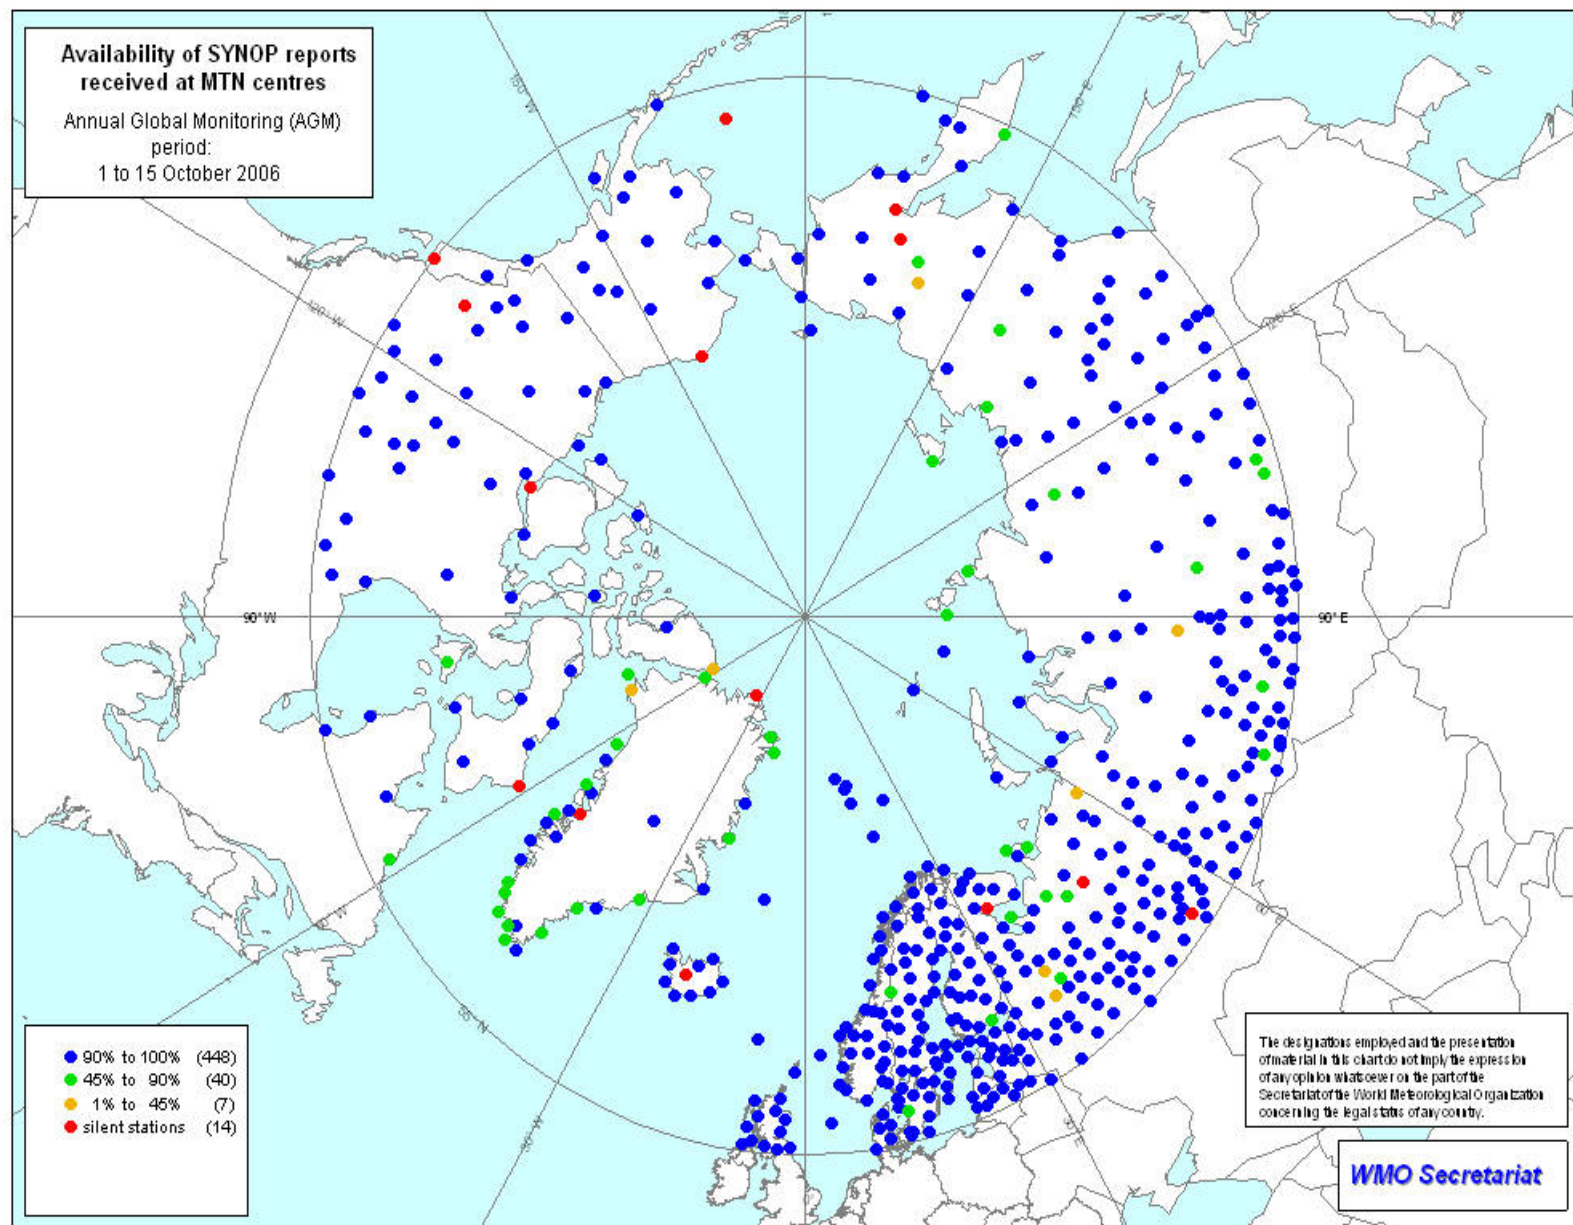 Availability of SYNOP reports
received at MTN centres
Annual Global Monitoring (AGM)
period:
1 to 15 October 2006
90° W
90° E
90% to 100% (448)
45% to 90% (40)
1% to 45% (7)
silent stations (14)
The designations employed and the presentation
of material in this chart do not imply the expression
of any opinion whatsoever on the part of the
Secretariat of the World Meteorological Organization
concerning the legal status of any country.
WMO Secretariat